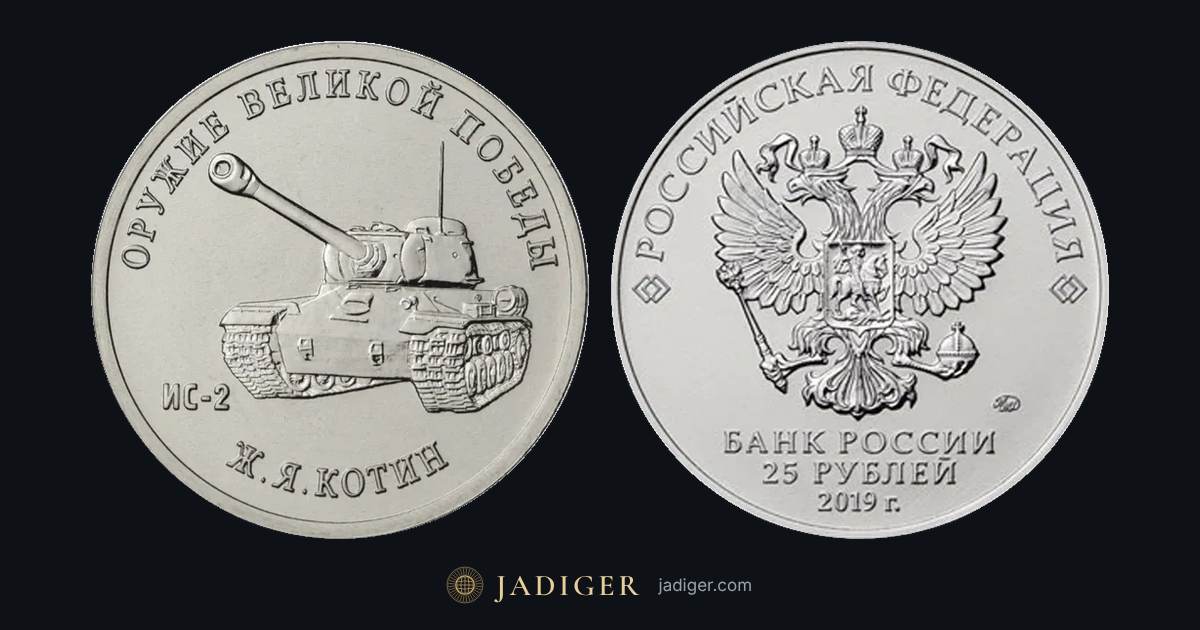 ОРУЖИЕ ВЕЛИКОЙ ПОБЕДЫ
ИС-2
Ж.Я.КОТИН
РОССИЙСКАЯ ФЕДЕРАЦИЯ
БАНК РОССИИ
25 РУБЛЕЙ
2019 г.
JADIGER jadiger.com